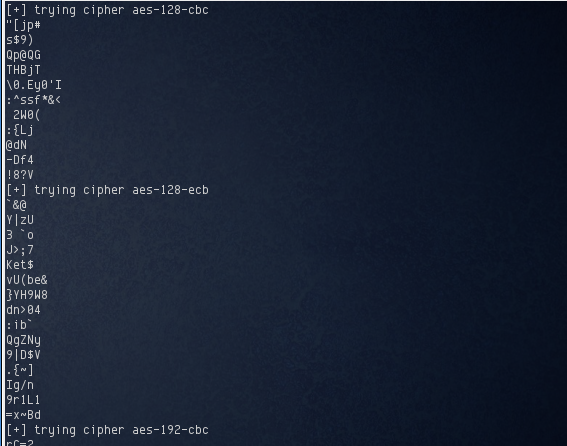 [+] trying cipher aes-128-cbc
"[jp#
s$9)
Qp@QG
THBjT
\0.Ey0'I
:^ssf*&<
 2W0(
:{Lj
@dN
-Df4
!8?V
[+] trying cipher aes-128-ecb
`&@
Y|zU
3 `o
J>;7
Ket$
vU(be&
}YH9W8
dn>04
:ib`
QgZNy
9|D$V
.{~]
Ig/n
9r1L1
=x~Bd
[+] trying cipher aes-192-cbc